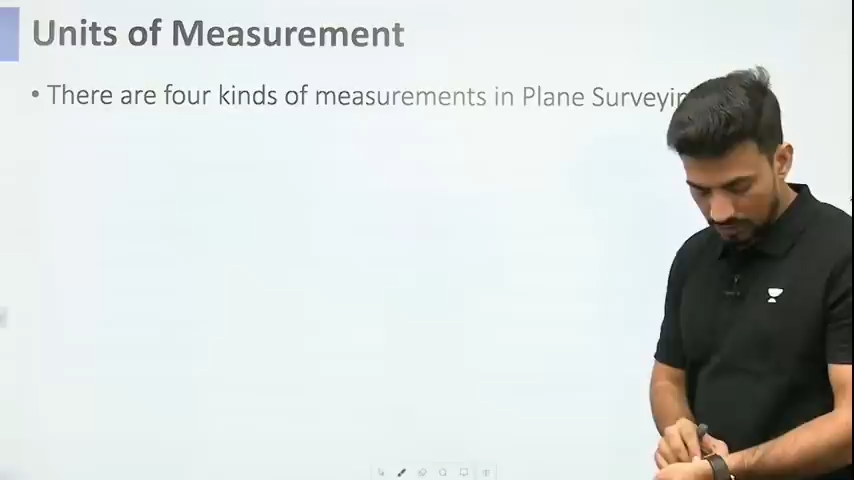 Units of Measurement
• There are four kinds of measurements in Plane Surveyin